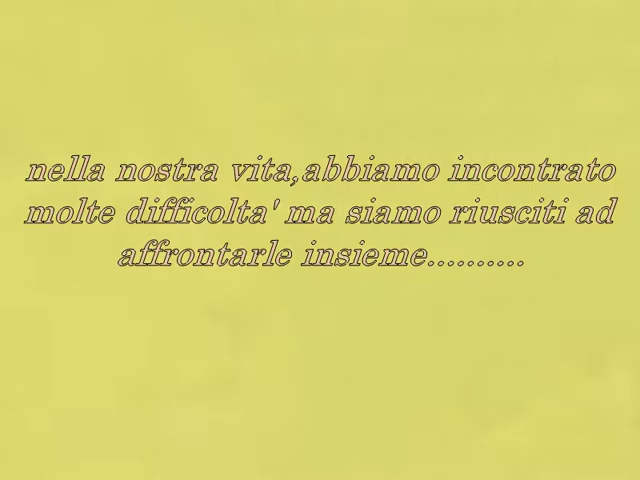 nella nostra vita,abbiamo incontrato
molte difficolta' ma siamo riusciti ad
affrontarle insieme..........